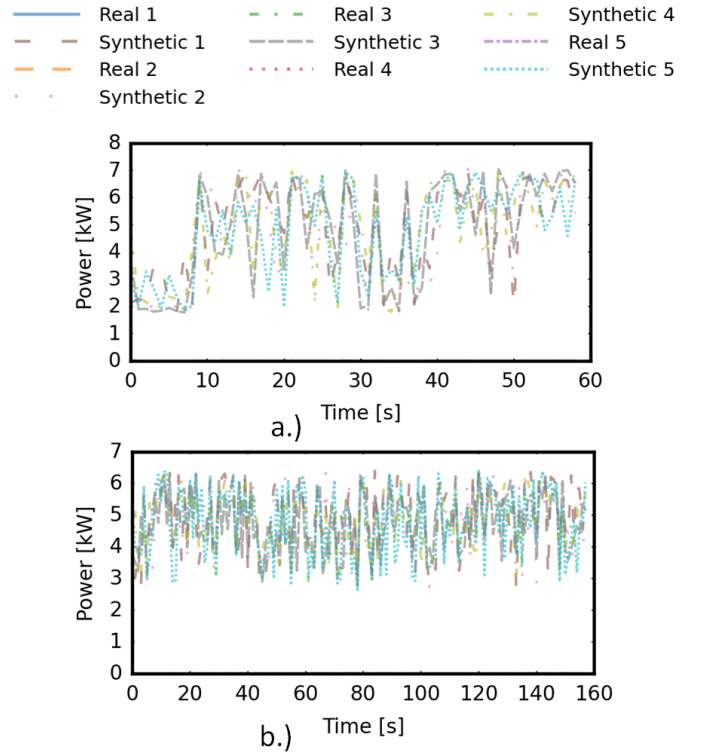 Real 1 Real 3 Synthetic 4
Synthetic 1 Synthetic 3 Real 5
Real 2 Real 4 Synthetic 5
Synthetic 2
8
7
6
5
4
3
2
1
0
Power [kW]
0 10 20 30 40 50 60
Time [s]
a.)
7
6
5
4
3
2
1
0
Power [kW]
0 20 40 60 80 100 120 140 160
Time [s]
b.)